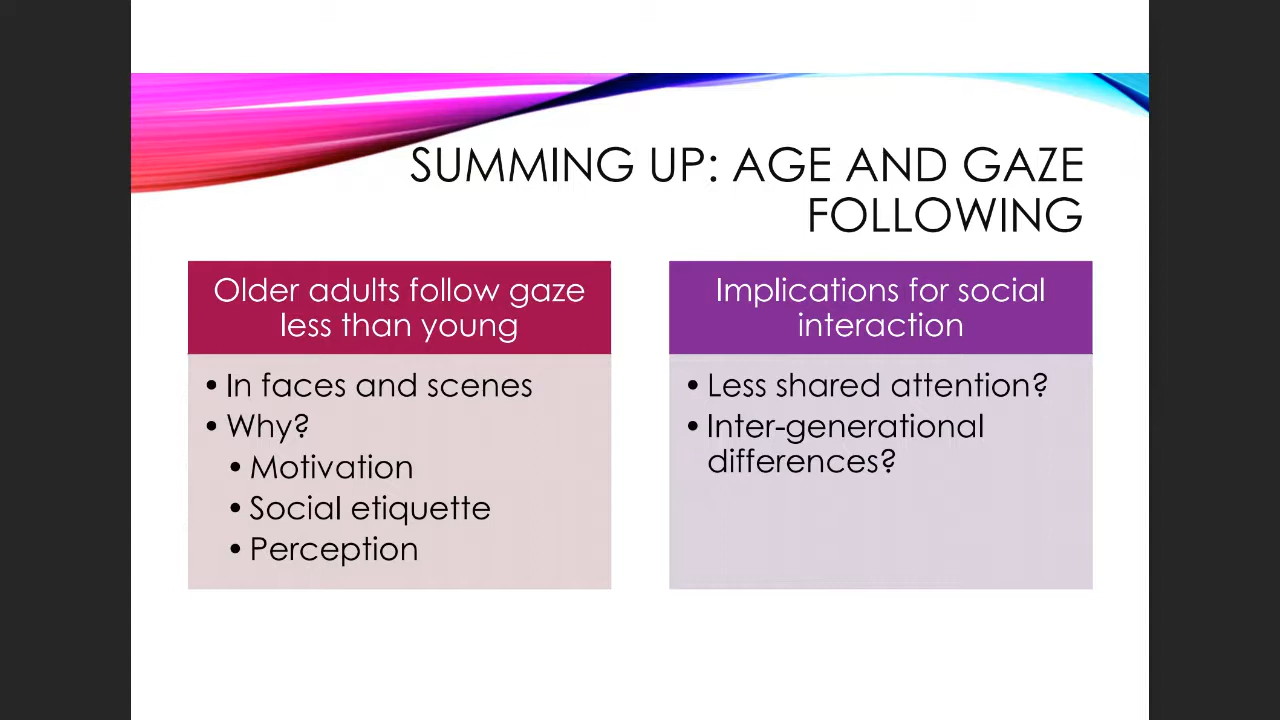 SUMMING UP: AGE AND GAZE
FOLLOWING
Older adults follow gaze
less than young
• In faces and scenes
• Why?
• Motivation
• Social etiquette
• Perception
Implications for social
interaction
• Less shared attention?
• Inter-generational
differences?